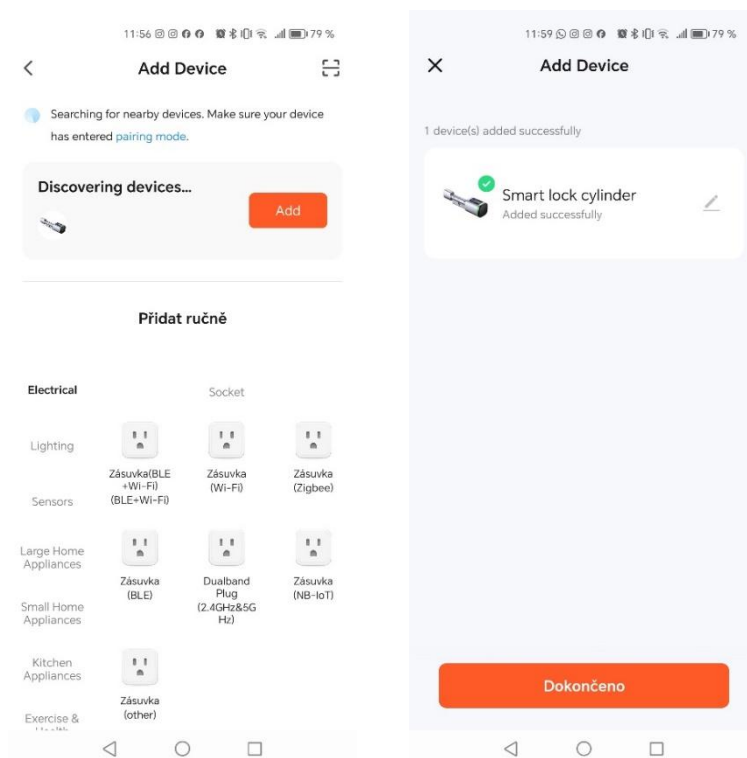 11:56 79 %
Add Device
Searching for nearby devices. Make sure your device
has entered pairing mode.
Discovering devices...
Add
Přidat ručně
Electrical
Socket
Lighting
Sensors
Large Home
Appliances
Small Home
Appliances
Kitchen
Appliances
Exercise &
Zásuvka(BLE
+Wi-Fi)
(BLE+Wi-Fi)
Zásuvka
(Wi-Fi)
Zásuvka
(Zigbee)
Zásuvka
(BLE)
Dualband
Plug
(2.4GHz&5G
Hz)
Zásuvka
(NB-IoT)
Zásuvka
(other)
11:59 79 %
Add Device
1 device(s) added successfully
Smart lock cylinder
Added successfully
Dokončeno